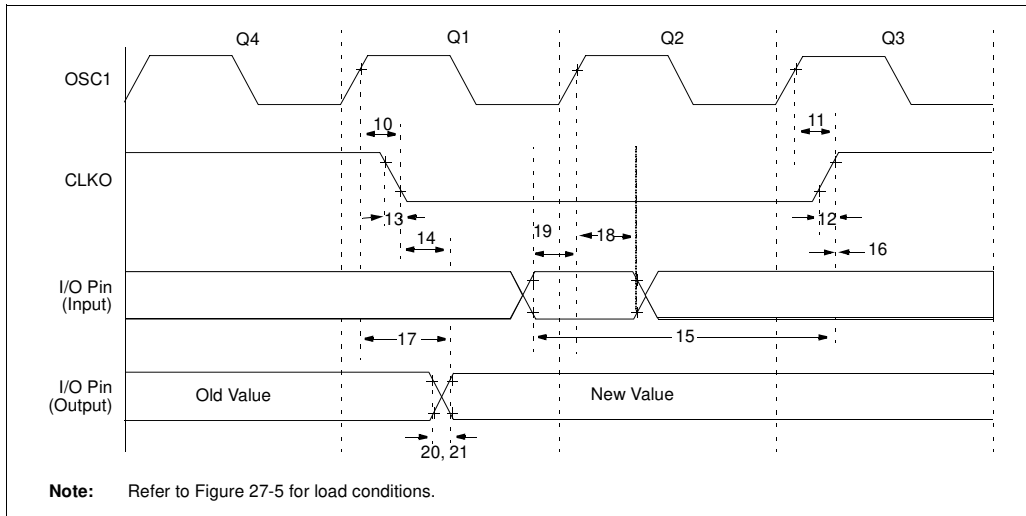 Q4 Q1 Q2 Q3
OSC1
10 11
CLKO
13 12
14 19 18 16
I/O Pin
(Input)
17 15
I/O Pin
(Output)
Old Value New Value
20, 21
Note: Refer to Figure 27-5 for load conditions.